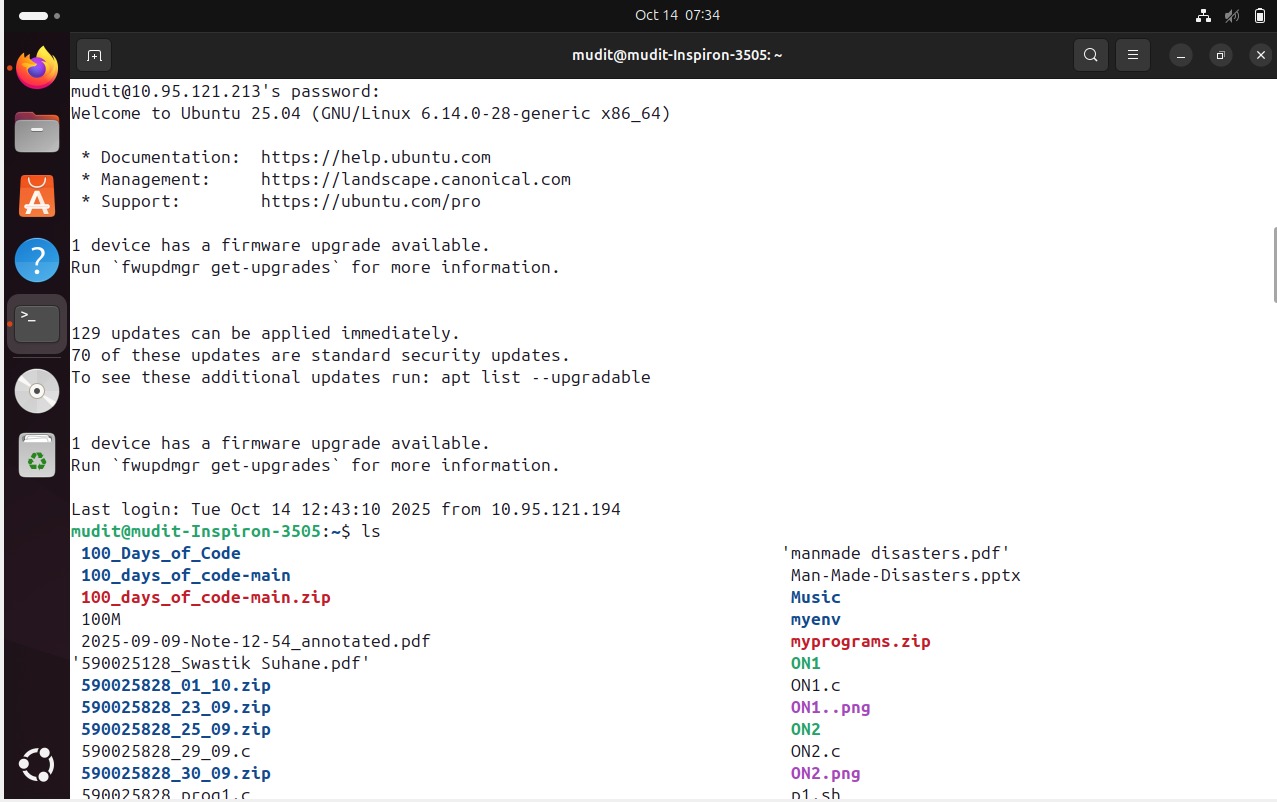 Oct 14 07:34
mudit@mudit-Inspiron-3505: ~
mudit@10.95.121.213's password:
Welcome to Ubuntu 25.04 (GNU/Linux 6.14.0-28-generic x86_64)
* Documentation: https://help.ubuntu.com
* Management: https://landscape.canonical.com
* Support: https://ubuntu.com/pro
1 device has a firmware upgrade available.
Run `fwupdmgr get-upgrades` for more information.
129 updates can be applied immediately.
70 of these updates are standard security updates.
To see these additional updates run: apt list --upgradable
1 device has a firmware upgrade available.
Run `fwupdmgr get-upgrades` for more information.
Last login: Tue Oct 14 12:43:10 2025 from 10.95.121.194
mudit@mudit-Inspiron-3505:~$ ls
100_Days_of_Code 'manmade disasters.pdf'
100_days_of_code-main Man-Made-Disasters.pptx
100_days_of_code-main.zip Music
100M myenv
2025-09-09-Note-12-54_annotated.pdf myprograms.zip
'590025128_Swastik Suhane.pdf' ON1
590025828_01_10.zip ON1.c
590025828_23_09.zip ON1..png
590025828_25_09.zip ON2
590025828_29_09.c ON2.c
590025828_30_09.zip ON2.png
590025828_prog1.c p1.sh